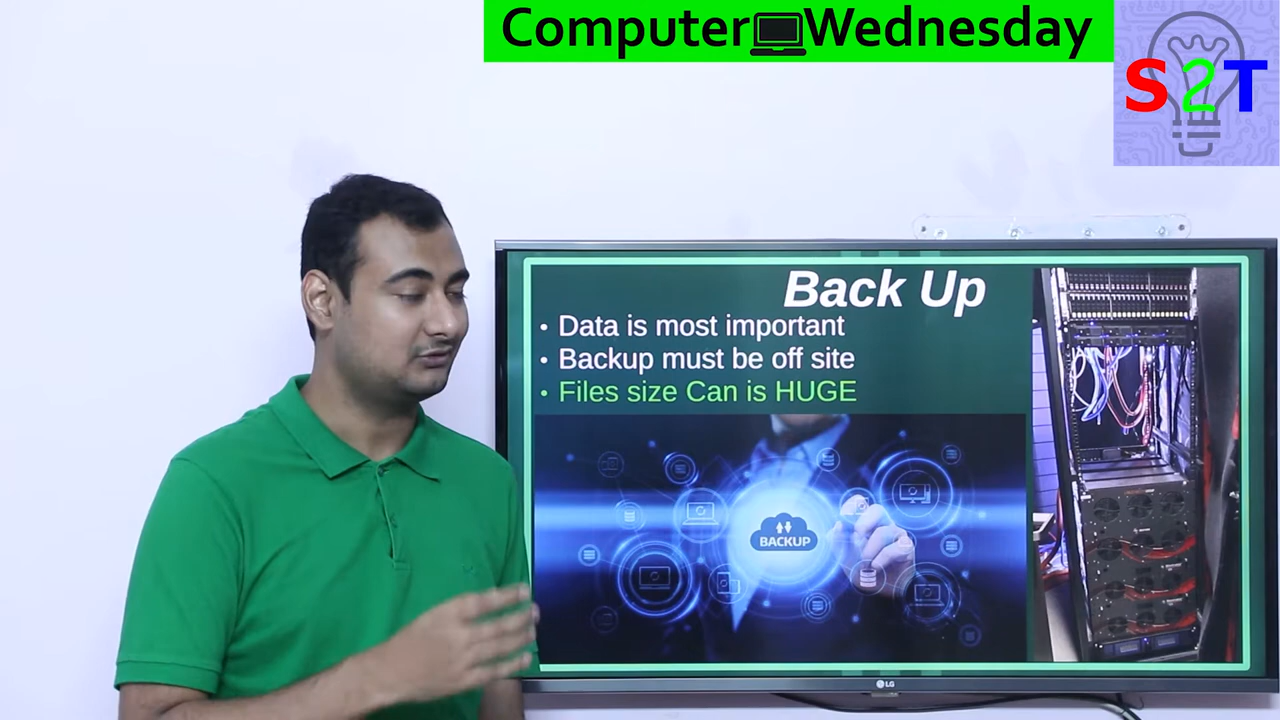 Computer Wednesday
S2T
Back Up
• Data is most important
• Backup must be off site
• Files size Can is HUGE
BACKUP
LG